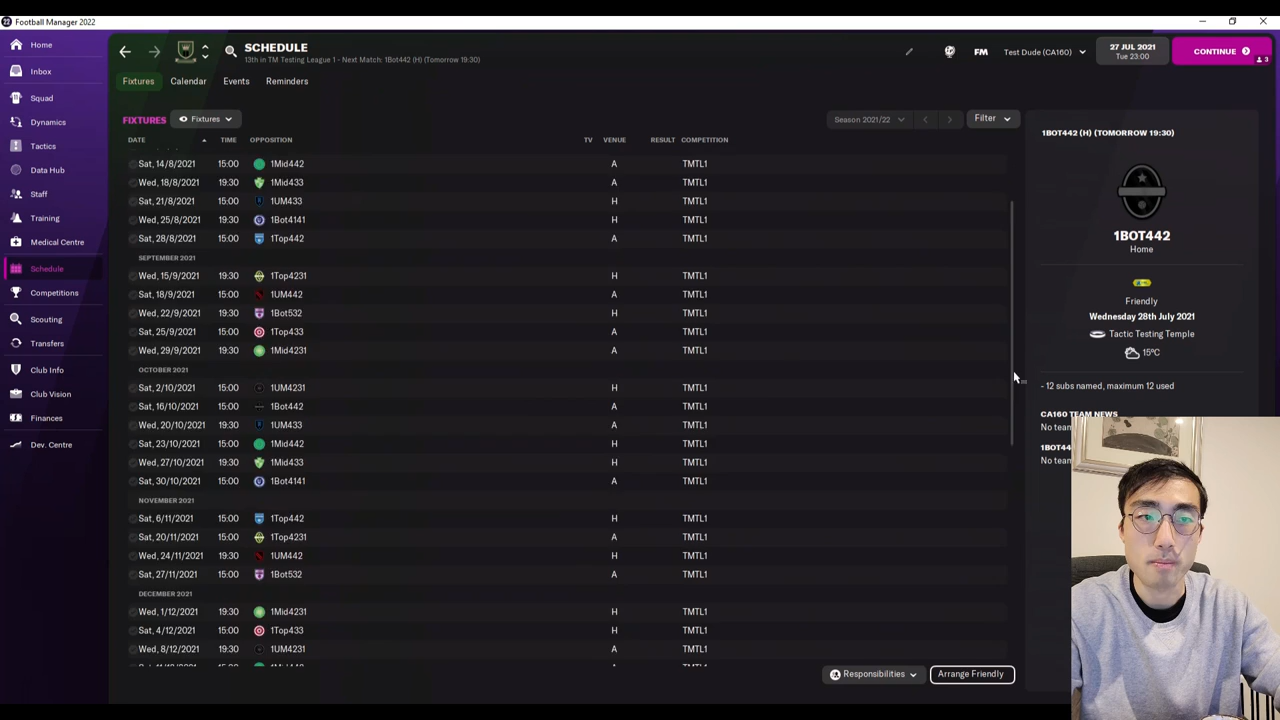 Football Manager 2022
Home
Inbox
Squad
Dynamics
Tactics
Data Hub
Staff
Training
Medical Centre
Schedule
Competitions
Scouting
Transfers
Club Info
Club Vision
Finances
Dev. Centre
SCHEDULE
13th in TM Testing League 1 - Next Match: 1Bot442 (H) (Tomorrow 19:30)
FM
Test Dude (CA160)
27 JUL 2021
Tue 23:00
CONTINUE
3
Fixtures Calendar Events Reminders
FIXTURES Fixtures Season 2021/22 Filter
DATE TIME OPPOSITION TV VENUE RESULT COMPETITION
Sat, 14/8/2021 15:00 1Mid442 A TMTL1
Wed, 18/8/2021 19:30 1Mid433 A TMTL1
Sat, 21/8/2021 15:00 1UM433 H TMTL1
Wed, 25/8/2021 19:30 1Bot4141 H TMTL1
Sat, 28/8/2021 15:00 1Top442 A TMTL1
SEPTEMBER 2021
Wed, 15/9/2021 19:30 1Top4231 H TMTL1
Sat, 18/9/2021 15:00 1UM442 A TMTL1
Wed, 22/9/2021 19:30 1Bot532 H TMTL1
Sat, 25/9/2021 15:00 1Top433 A TMTL1
Wed, 29/9/2021 19:30 1Mid4231 A TMTL1
OCTOBER 2021
Sat, 2/10/2021 15:00 1UM4231 H TMTL1
Sat, 16/10/2021 15:00 1Bot442 A TMTL1
Wed, 20/10/2021 19:30 1UM433 A TMTL1
Sat, 23/10/2021 15:00 1Mid442 H TMTL1
Wed, 27/10/2021 19:30 1Mid433 H TMTL1
Sat, 30/10/2021 15:00 1Bot4141 A TMTL1
NOVEMBER 2021
Sat, 6/11/2021 15:00 1Top442 H TMTL1
Sat, 20/11/2021 15:00 1Top4231 A TMTL1
Wed, 24/11/2021 19:30 1UM442 H TMTL1
Sat, 27/11/2021 15:00 1Bot532 A TMTL1
DECEMBER 2021
Wed, 1/12/2021 19:30 1Mid4231 H TMTL1
Sat, 4/12/2021 15:00 1Top433 H TMTL1
Wed, 8/12/2021 19:30 1UM4231 A TMTL1
Responsibilities Arrange Friendly
1BOT442 (H) (TOMORROW 19:30)
1BOT442
Home
Friendly
Wednesday 28th July 2021
Tactic Testing Temple
15°C
- 12 subs named, maximum 12 used
CA160 TEAM NEWS
No team
1BOT44
No team